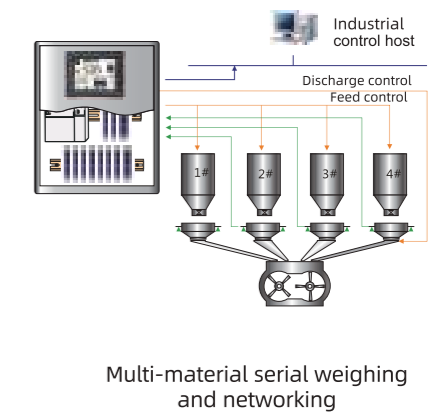 Industrial
control host
Discharge control
Feed control
1# 2# 3# 4#
Multi-material serial weighing
and networking